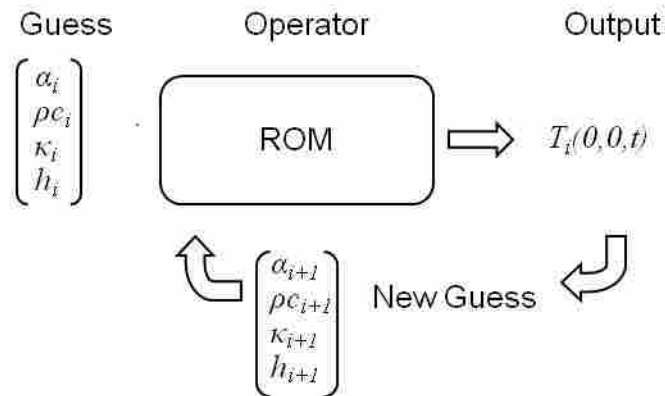 Guess Operator Output
α_i
ρc_i
κ_i
h_i
ROM
T_i(0,0,t)
α_{i+1}
ρc_{i+1}
κ_{i+1}
h_{i+1}
New Guess